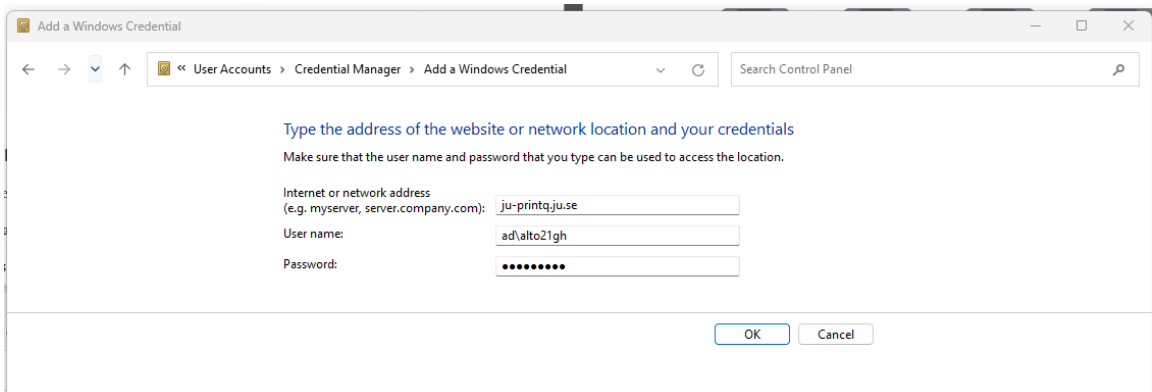 Add a Windows Credential
« User Accounts > Credential Manager > Add a Windows Credential
Search Control Panel
Type the address of the website or network location and your credentials
Make sure that the user name and password that you type can be used to access the location.
Internet or network address
(e.g. myserver, server.company.com): ju-printq.ju.se
User name: ad\alto21gh
Password: •••••••••
OK Cancel